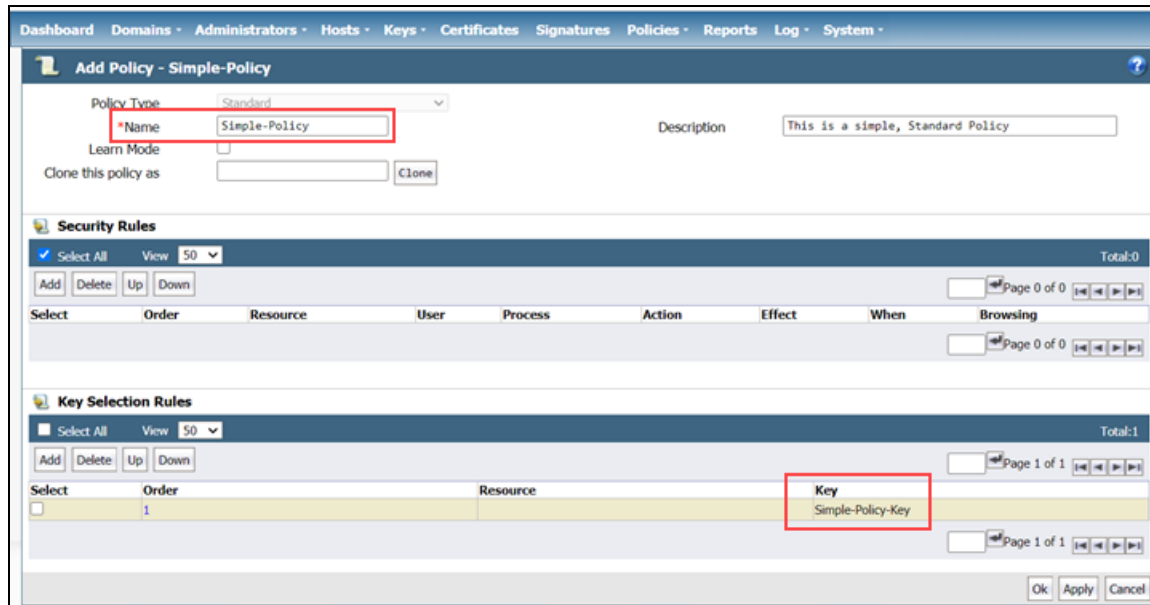 Dashboard Domains Administrators Hosts Keys Certificates Signatures Policies Reports Log System
Add Policy - Simple-Policy ?
Policy Type Standard
*Name Simple-Policy Description This is a simple, Standard Policy
Learn Mode
Clone this policy as Clone
Security Rules
Select All View 50 Total:0
Add Delete Up Down Page 0 of 0
Select Order Resource User Process Action Effect When Browsing
Page 0 of 0
Key Selection Rules
Select All View 50 Total:1
Add Delete Up Down Page 1 of 1
Select Order Resource Key
1 Simple-Policy-Key
Page 1 of 1
Ok Apply Cancel